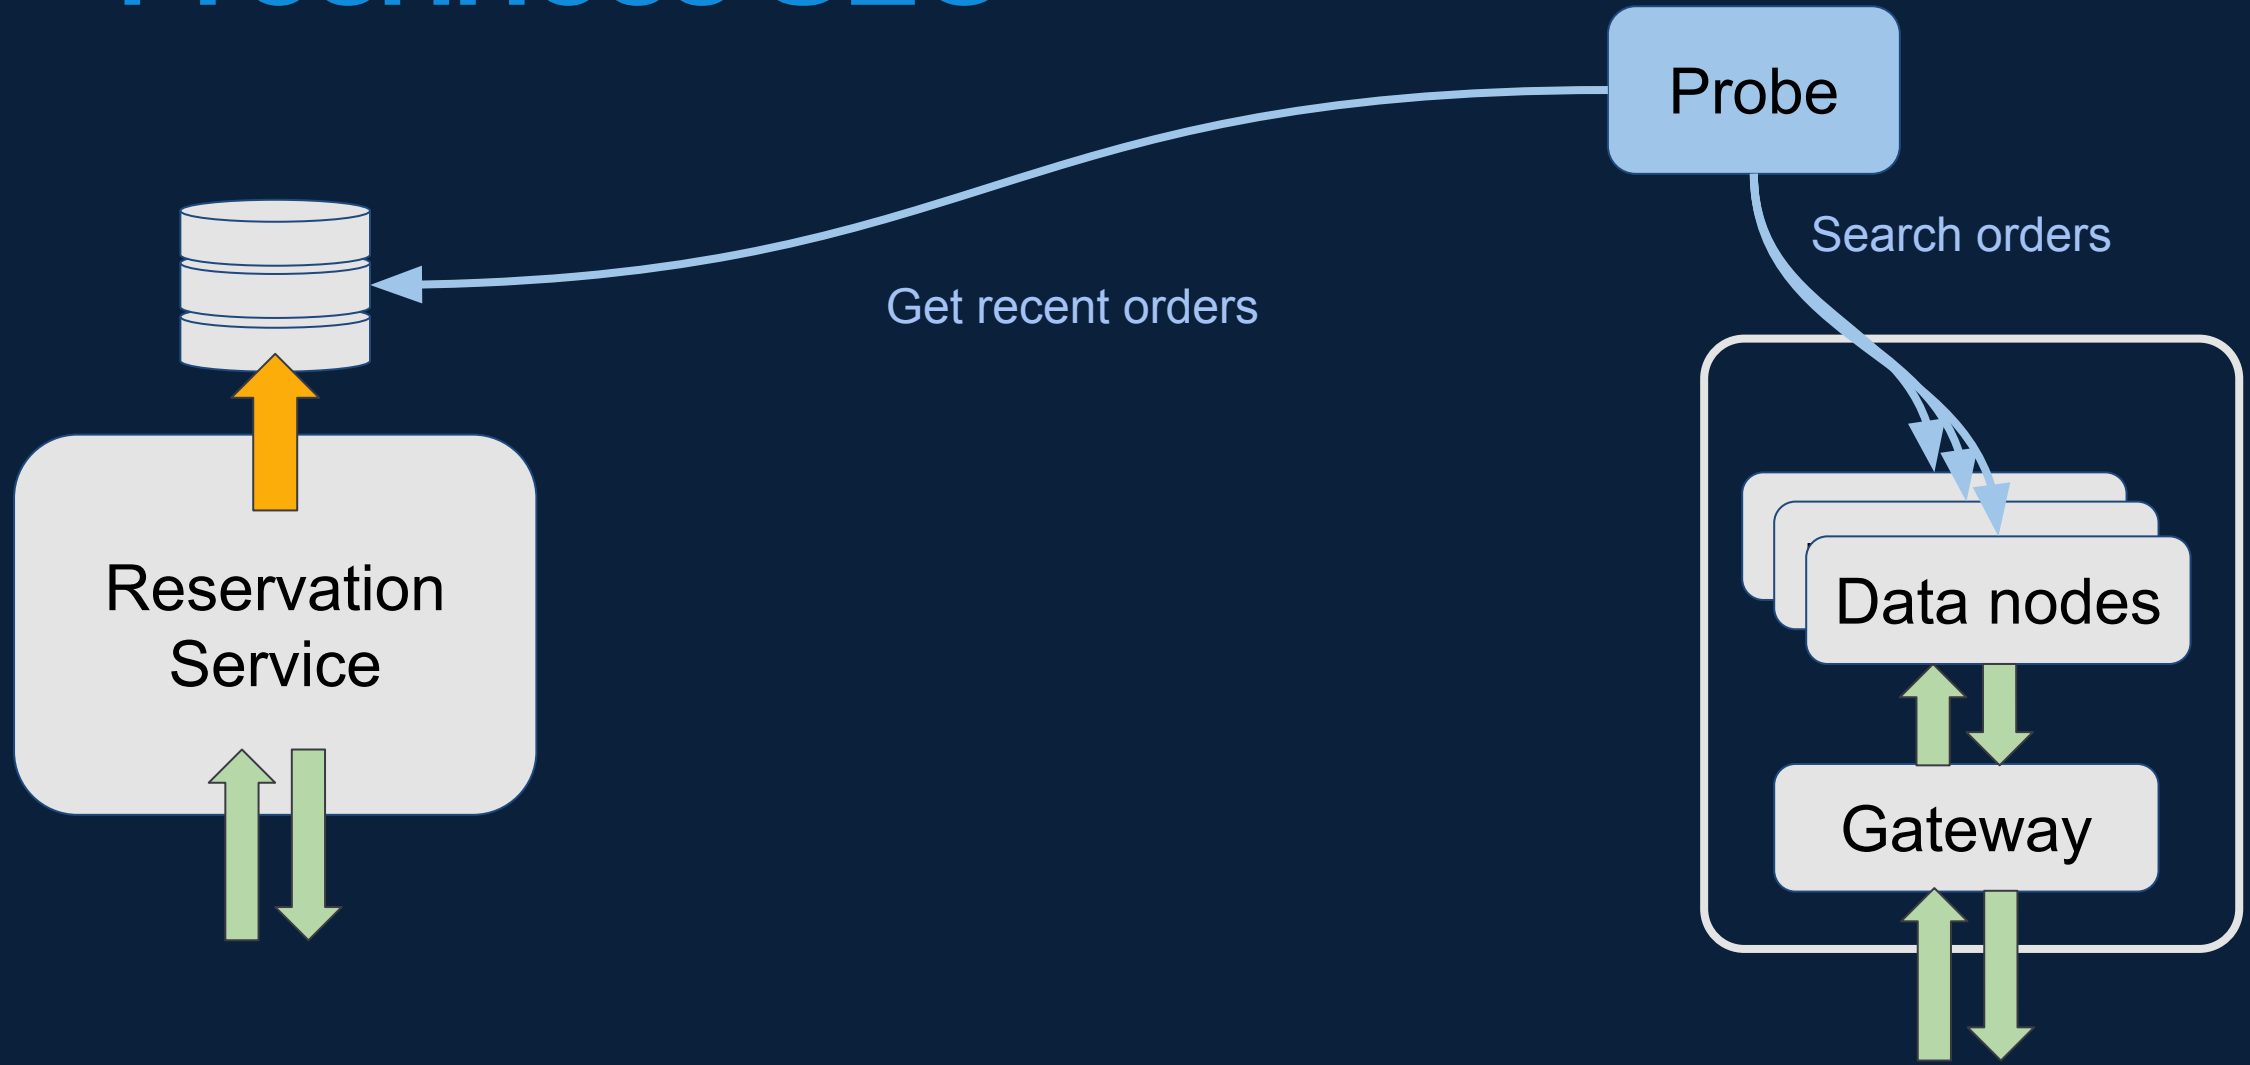 Probe
Search orders
Get recent orders
Reservation
Service
Data nodes
Gateway